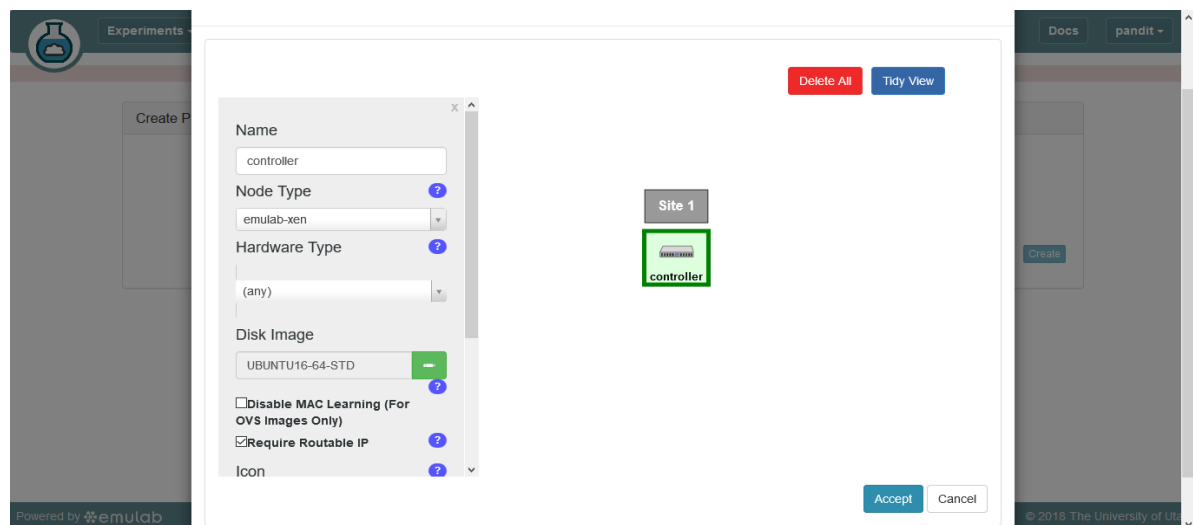 Experiments
Docs
pandit
Delete All
Tidy View
Create P
x
Name
controller
Node Type
?
emulab-xen
Hardware Type
?
(any)
Disk Image
UBUNTU16-64-STD
?
Disable MAC Learning (For
OVS Images Only)
Require Routable IP
?
Icon
?
Site 1
controller
Create
Accept
Cancel
Powered by emulab
© 2018 The University of Uta